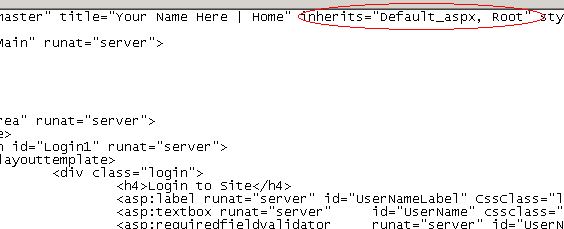 master" title="Your Name Here | Home" inherits="Default_aspx, Root" sty
Main" runat="server">
rea" runat="server">
e>
n id="Login1" runat="server">
layouttemplate>
<div class="login">
<h4>Login to Site</h4>
<asp:label runat="server" id="UserNameLabel" CssClass="l
<asp:textbox runat="server" id="UserName" cssclass="
<asp:requiredfieldvalidator runat="server" id="UserNa